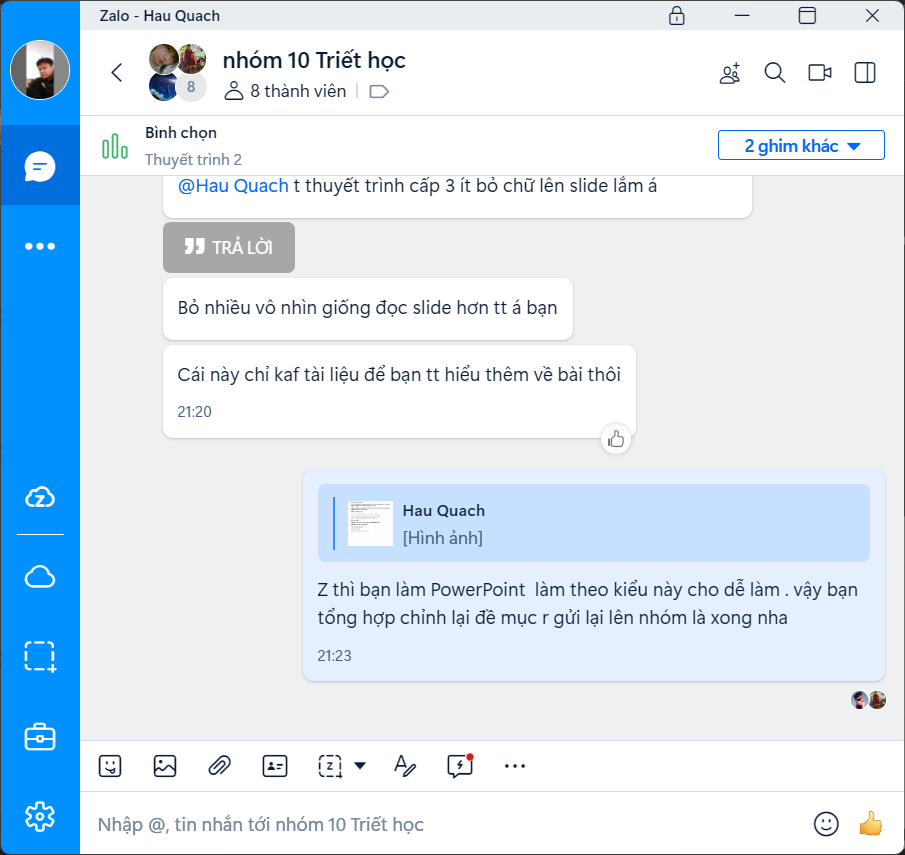 Zalo - Hau Quach
nhóm 10 Triết học
8
8 thành viên
Bình chọn
Thuyết trình 2
2 ghim khác
@Hau Quach t thuyết trình cấp 3 ít bỏ chữ lên slide lắm á
TRẢ LỜI
Bỏ nhiều vô nhìn giống đọc slide hơn tt á bạn
Cái này chỉ kaf tài liệu để bạn tt hiểu thêm về bài thôi
21:20
Hau Quach
[Hình ảnh]
Z thì bạn làm PowerPoint  làm theo kiểu này cho dễ làm . vậy bạn
tổng hợp chỉnh lại đề mục r gửi lại lên nhóm là xong nha
21:23
Nhập @, tin nhắn tới nhóm 10 Triết học